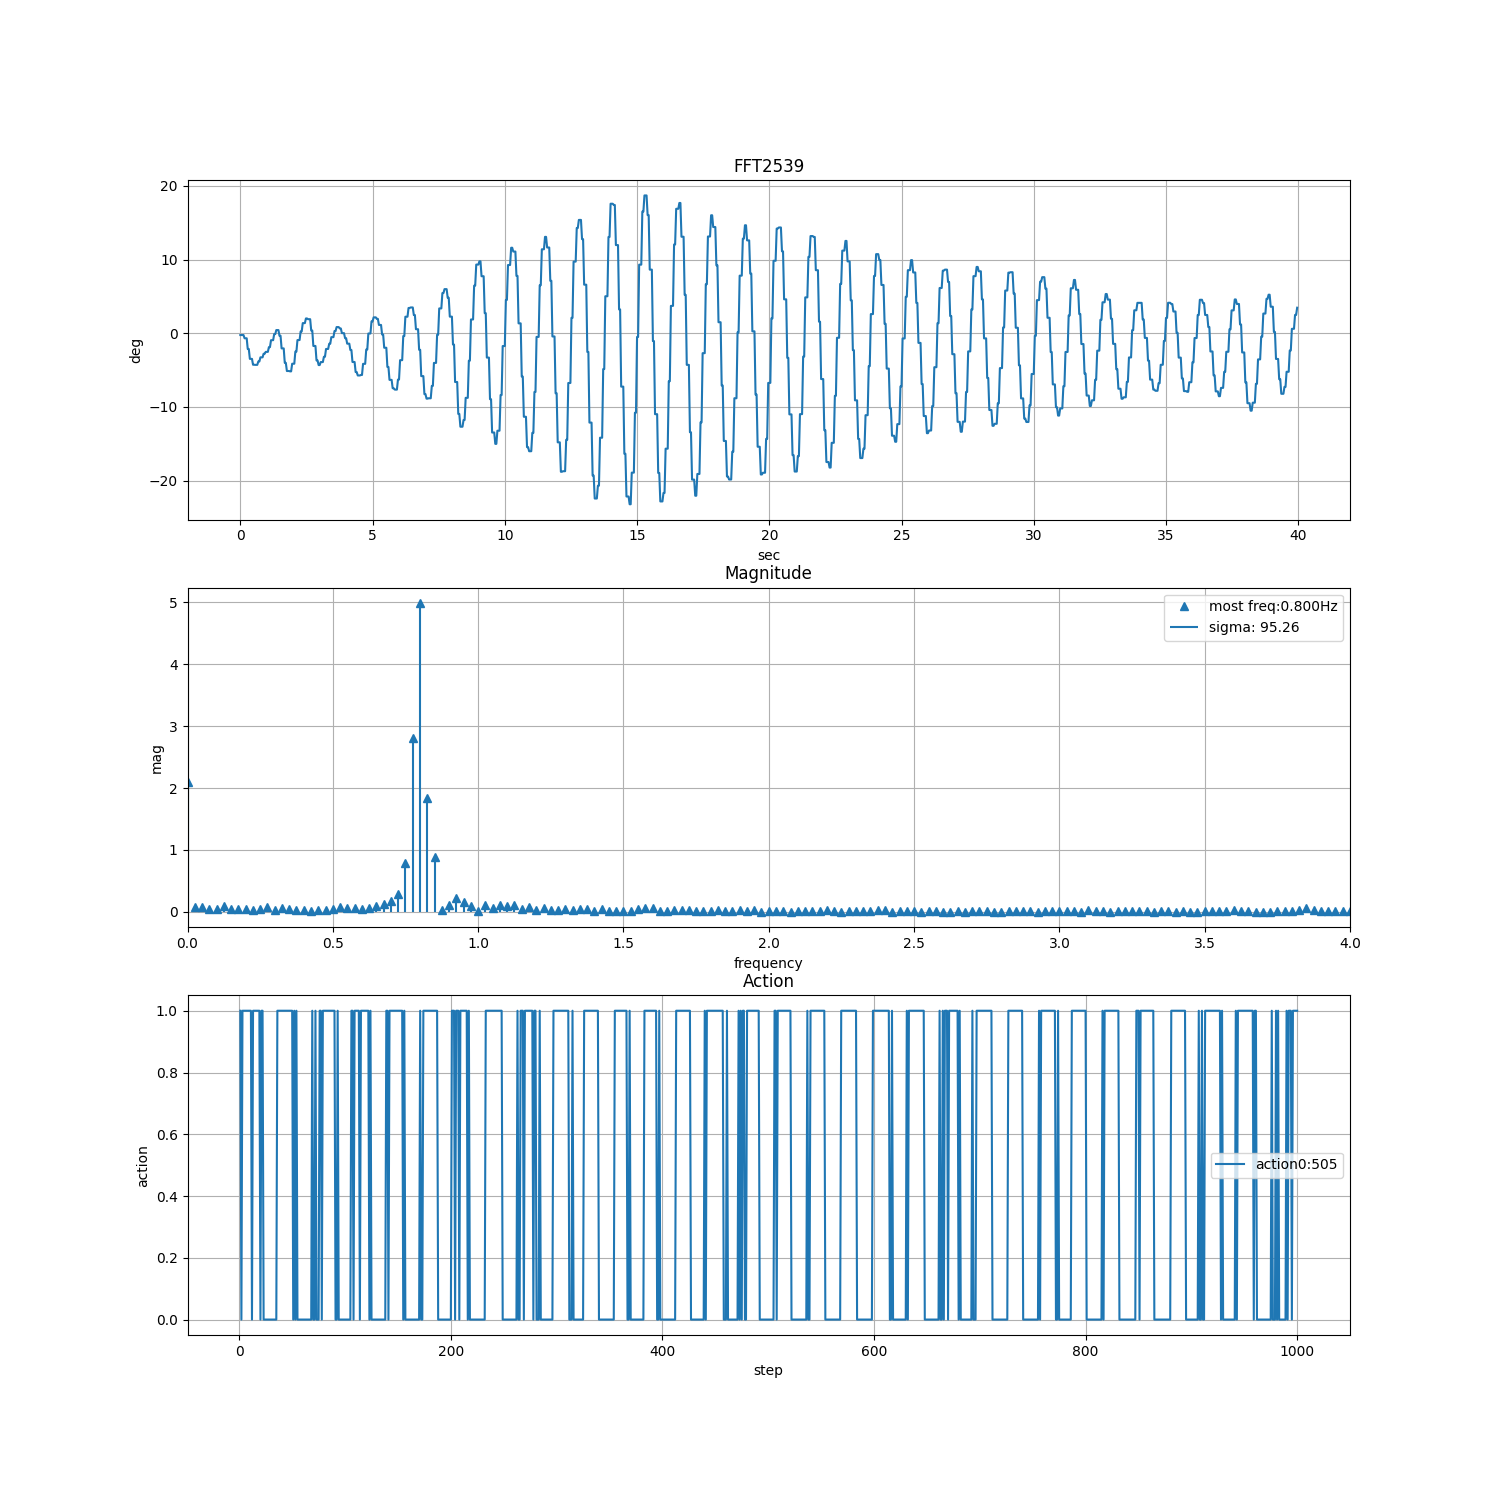 FFT2539
20
10
0
−10
−20
deg
0 5 10 15 20 25 30 35 40
sec
Magnitude
5
4
3
2
1
0
mag
most freq:0.800Hz
sigma: 95.26
0.0 0.5 1.0 1.5 2.0 2.5 3.0 3.5 4.0
frequency
Action
1.0
0.8
0.6
0.4
0.2
0.0
action
action0:505
0 200 400 600 800 1000
step